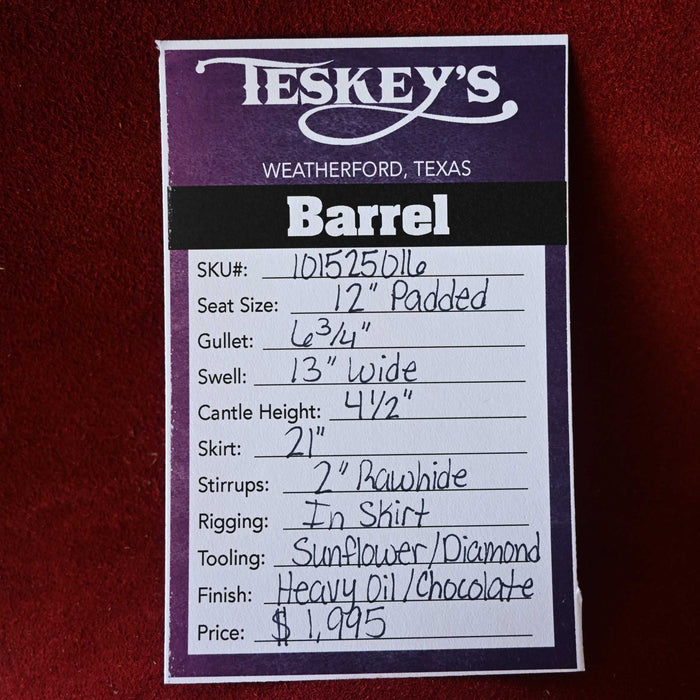 TESKEY'S
WEATHERFORD, TEXAS
Barrel
SKU#: 101525016
Seat Size: 12" Padded
Gullet: 6 3/4"
Swell: 13" Wide
Cantle Height: 4 1/2"
Skirt: 21"
Stirrups: 2" Rawhide
Rigging: In Skirt
Tooling: Sunflower/Diamond
Finish: Heavy Oil/Chocolate
Price: $1,995